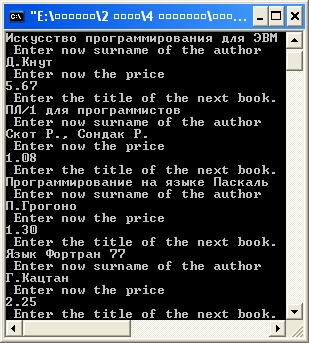 "E:\□□□□□□□\2 □□□□\4 □□□□□□□\□□...
Искусство программирования для ЭВМ
Enter now surname of the author
Д.Кнут
Enter now the price
5.67
Enter the title of the next book.
ПЛ/1 для программистов
Enter now surname of the author
Скот Р., Сондак Р.
Enter now the price
1.08
Enter the title of the next book.
Программирование на языке Паскаль
Enter now surname of the author
П.Грогоно
Enter now the price
1.30
Enter the title of the next book.
Язык Фортран 77
Enter now surname of the author
Г.Кацтан
Enter now the price
2.25
Enter the title of the next book.